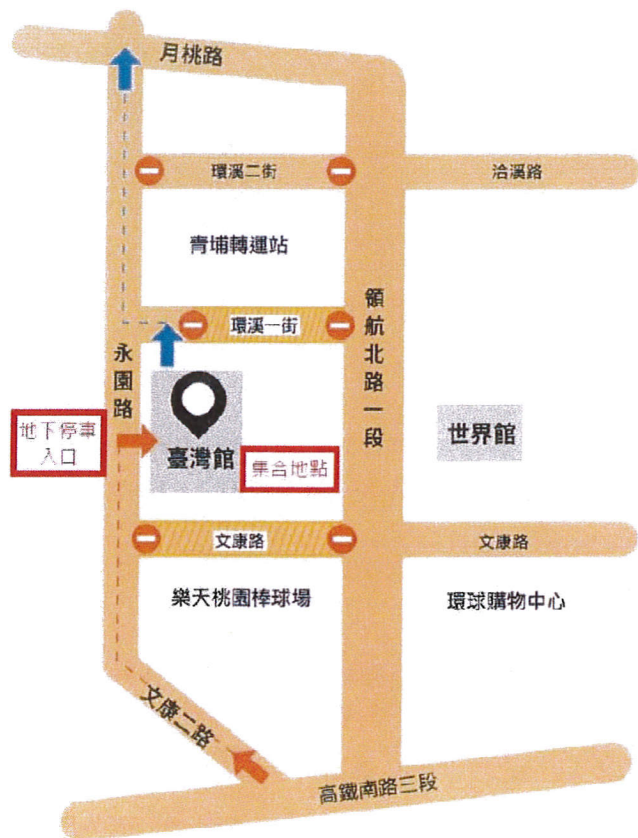 月桃路
環溪二街
洽溪路
青埔轉運站
環溪一街
領航北路一段
永園路
地下停車
入口
臺灣館
集合地點
世界館
文康路
文康路
樂天桃園棒球場
環球購物中心
文康二路
高鐵南路三段